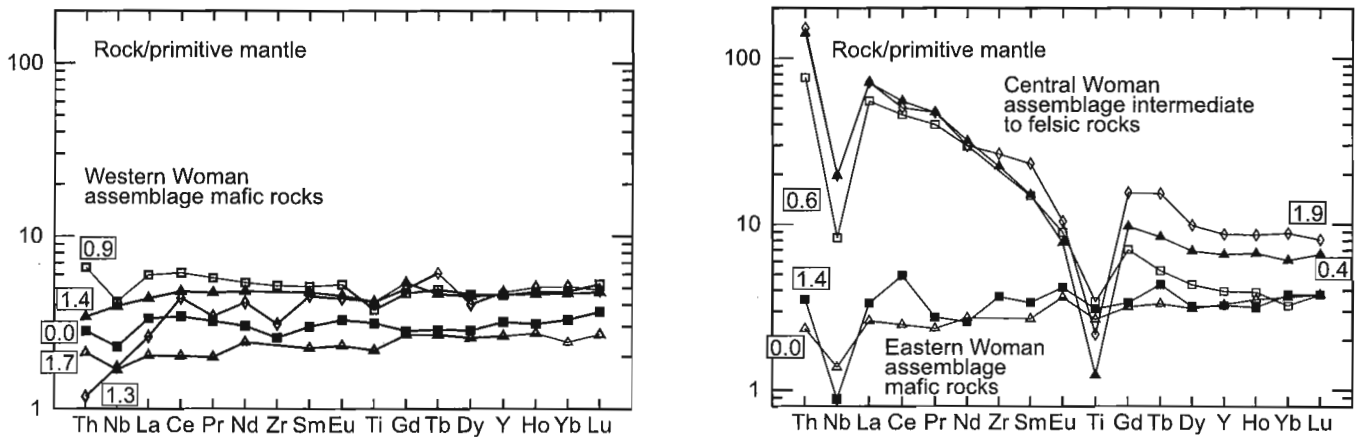 Rock/primitive mantle
100
Western Woman
assemblage mafic rocks
10
0.9
1.4
0.0
1.7
1.3
1
Th Nb La Ce Pr Nd Zr Sm Eu Ti Gd Tb Dy Y Ho Yb Lu
Rock/primitive mantle
100
Central Woman
assemblage intermediate
to felsic rocks
0.6
1.9
10
1.4
0.4
0.0
Eastern Woman
assemblage
mafic rocks
1
Th Nb La Ce Pr Nd Zr Sm Eu Ti Gd Tb Dy Y Ho Yb Lu